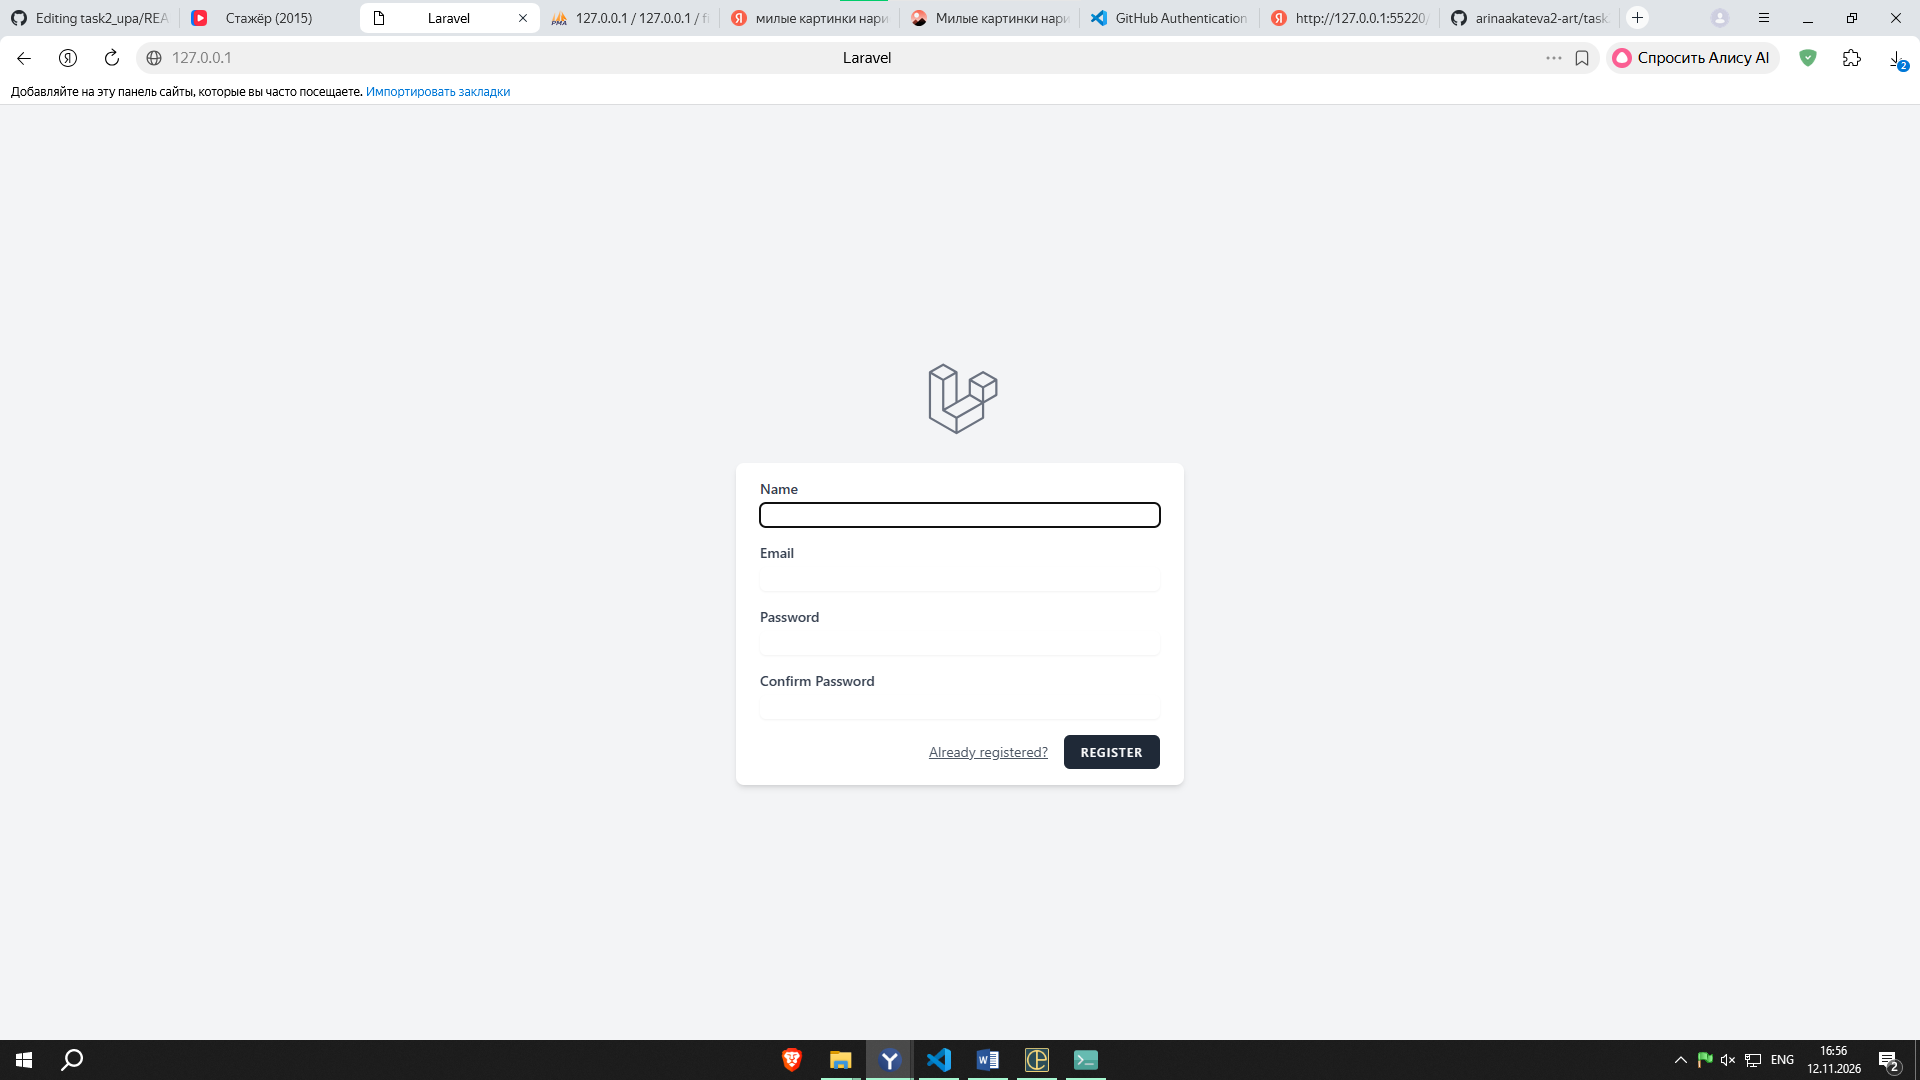 Editing task2_upa/REA
Стажёр (2015)
Laravel
127.0.0.1 / 127.0.0.1 / f
милые картинки нари
Милые картинки нари
GitHub Authentication
http://127.0.0.1:55220/
arinaakateva2-art/task
127.0.0.1
Laravel
Спросить Алису AI
2
Добавляйте на эту панель сайты, которые вы часто посещаете. Импортировать закладки
Name
Email
Password
Confirm Password
Already registered?
REGISTER
ENG
16:56
12.11.2026
2